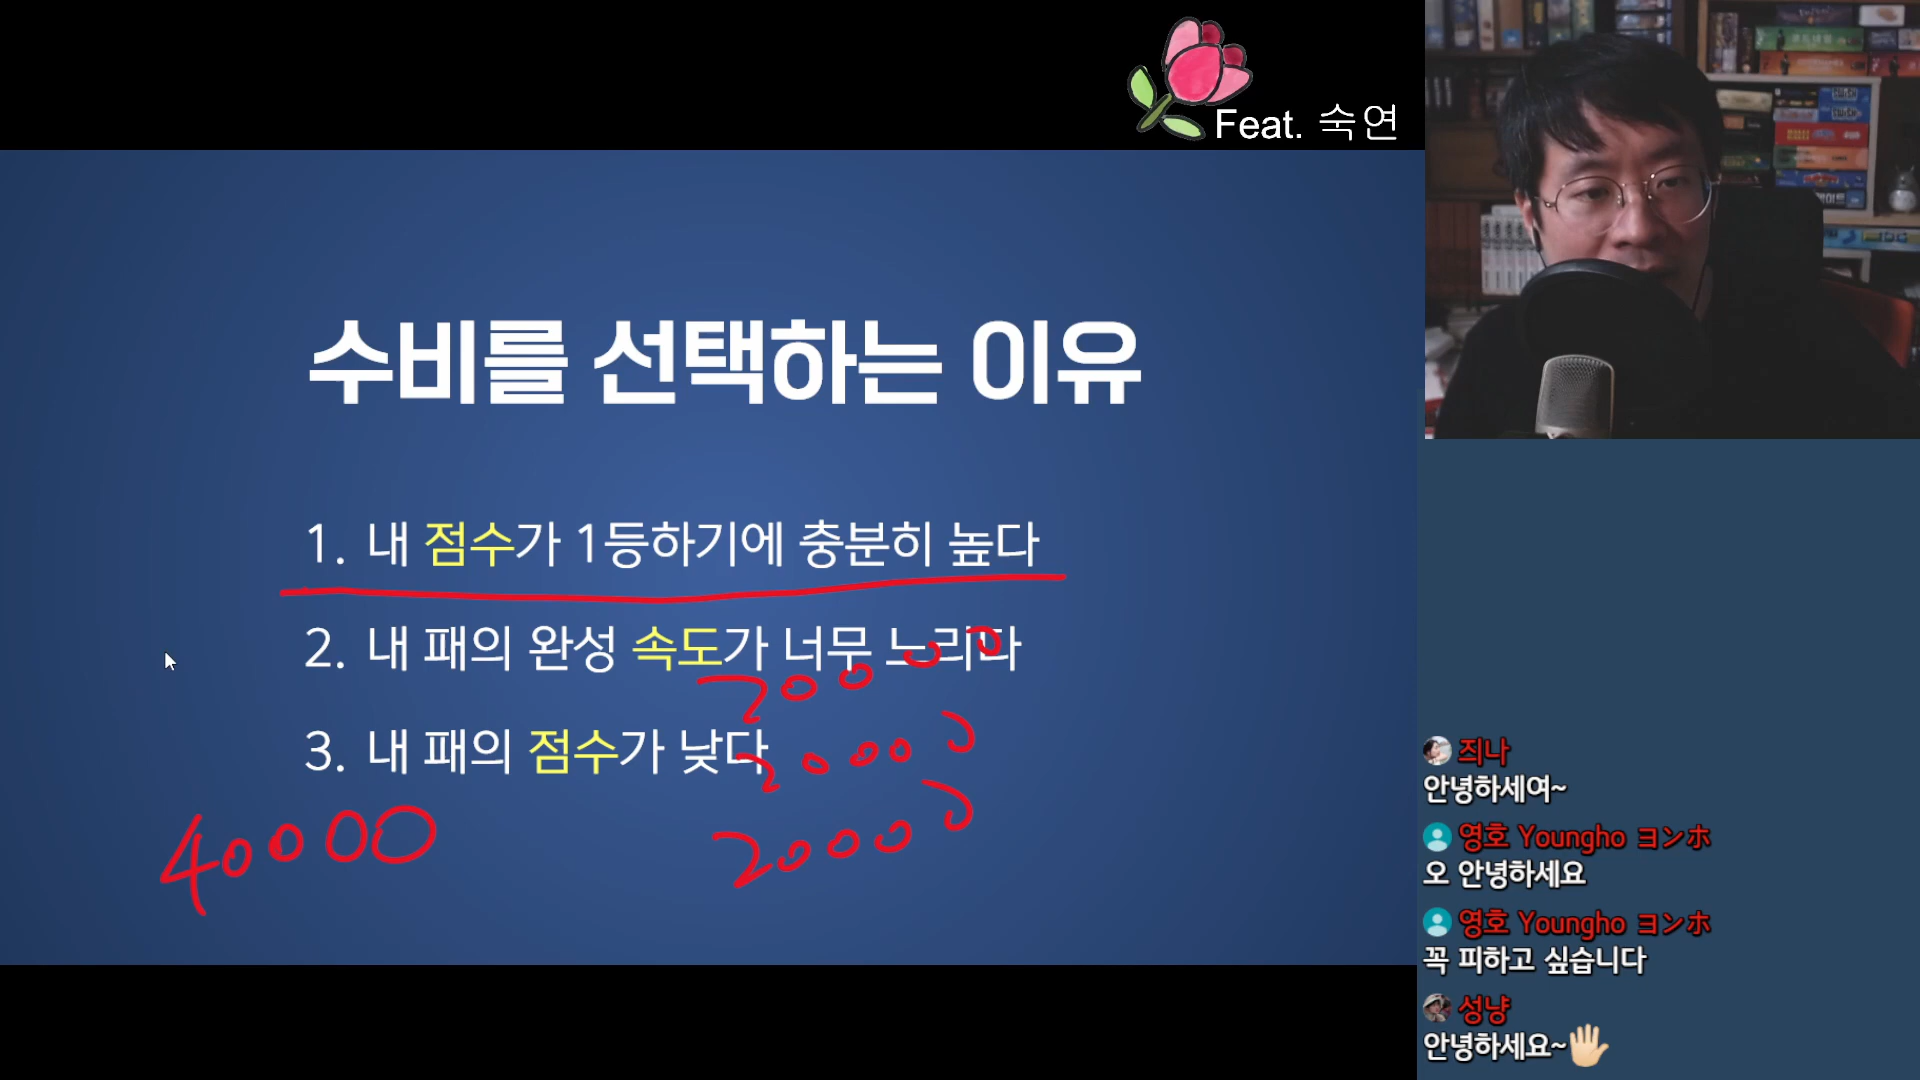 Feat. 숙연
수비를 선택하는 이유
1. 내 점수가 1등하기에 충분히 높다
2. 내 패의 완성 속도가 너무 느리다
3. 내 패의 점수가 낮다
20000
20000
20000
40000
즤나
안녕하세여~
영호 Youngho ヨンホ
오 안녕하세요
영호 Youngho ヨンホ
꼭 피하고 싶습니다
성냥
안녕하세요~🖐🏻